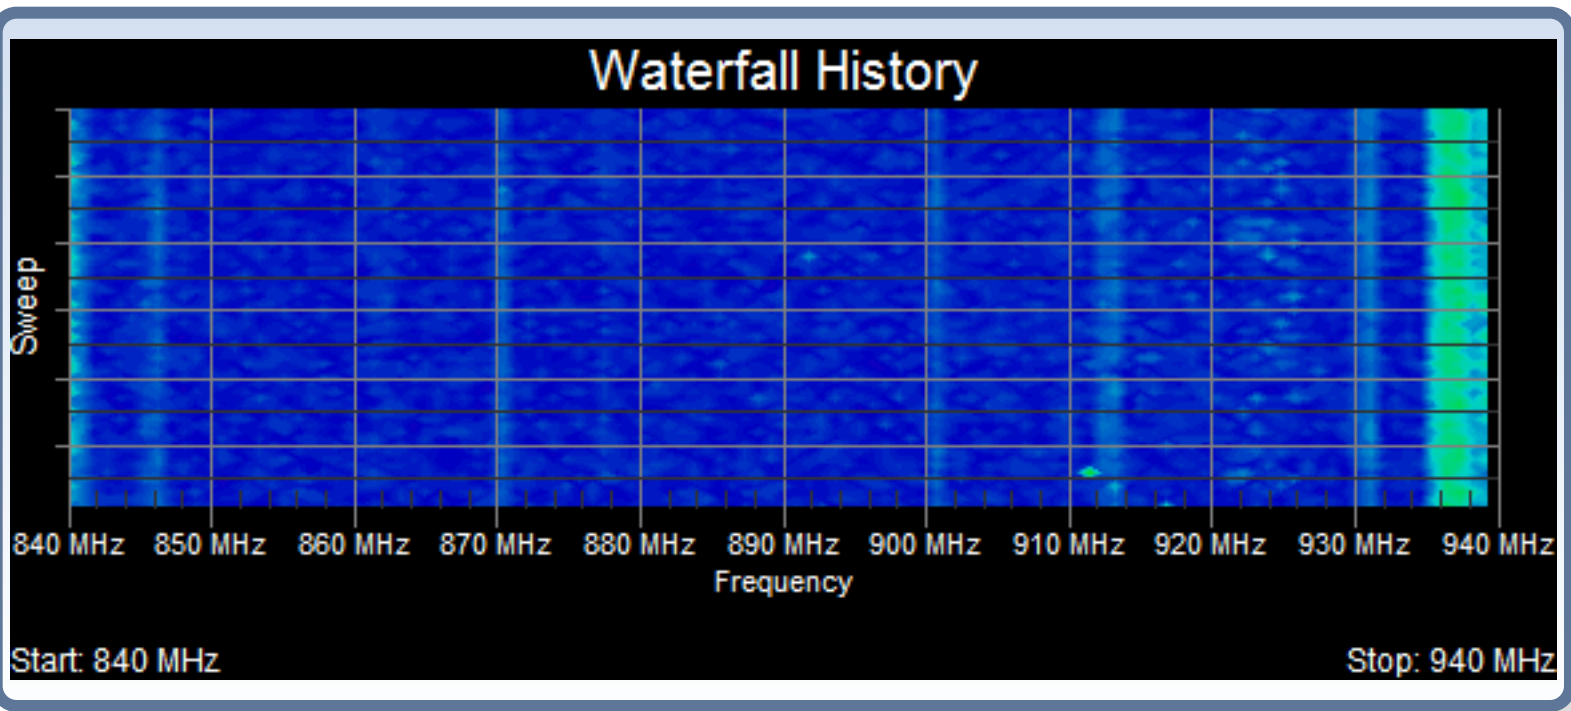 Waterfall History
Sweep
840 MHz 850 MHz 860 MHz 870 MHz 880 MHz 890 MHz 900 MHz 910 MHz 920 MHz 930 MHz 940 MHz
Frequency
Start: 840 MHz Stop: 940 MHz